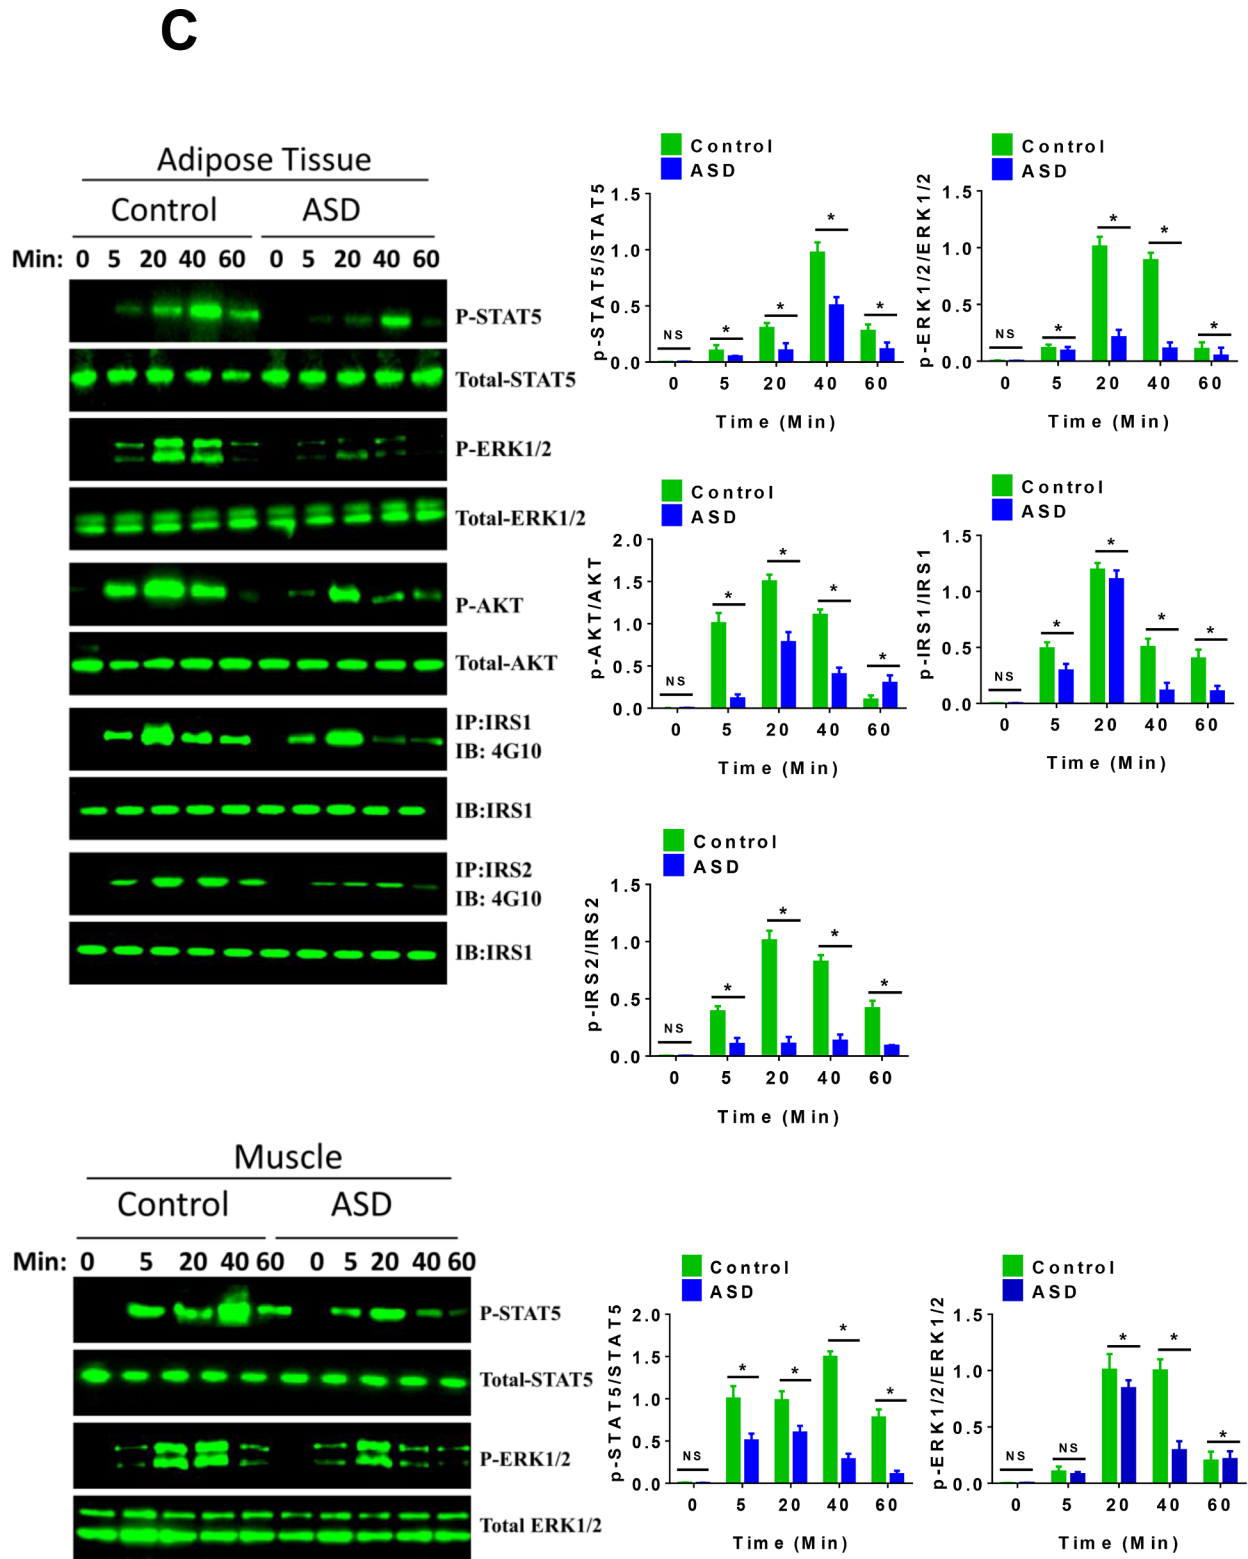 C
Adipose Tissue
Control ASD
Min: 0 5 20 40 60 0 5 20 40 60
P-STAT5
Total-STAT5
P-ERK1/2
Total-ERK1/2
P-AKT
Total-AKT
IP:IRS1
IB: 4G10
IB:IRS1
IP:IRS2
IB: 4G10
IB:IRS1
Control
ASD
p-STAT5/STAT5
1.5
1.0
0.5
0.0
NS * * * *
0 5 20 40 60
Time (Min)
Control
ASD
p-ERK1/2/ERK1/2
1.5
1.0
0.5
0.0
NS * * * *
0 5 20 40 60
Time (Min)
Control
ASD
p-AKT/AKT
2.0
1.5
1.0
0.5
0.0
NS * * * *
0 5 20 40 60
Time (Min)
Control
ASD
p-IRS1/IRS1
1.5
1.0
0.5
0.0
NS * * * *
0 5 20 40 60
Time (Min)
Control
ASD
p-IRS2/IRS2
1.5
1.0
0.5
0.0
NS * * * *
0 5 20 40 60
Time (Min)
Muscle
Control ASD
Min: 0 5 20 40 60 0 5 20 40 60
P-STAT5
Total-STAT5
P-ERK1/2
Total ERK1/2
Control
ASD
p-STAT5/STAT5
2.0
1.5
1.0
0.5
0.0
NS * * * *
0 5 20 40 60
Time (Min)
Control
ASD
p-ERK1/2/ERK1/2
1.5
1.0
0.5
0.0
NS NS * * *
0 5 20 40 60
Time (Min)